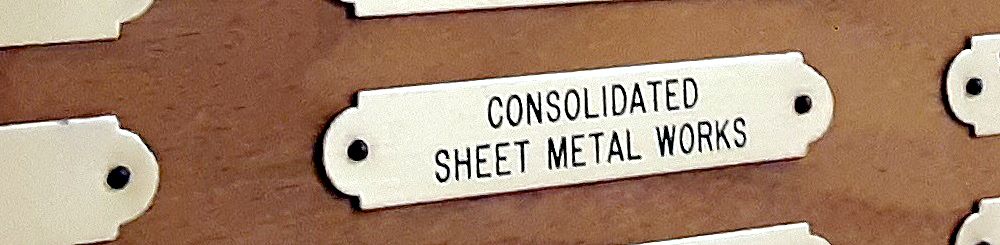 CONSOLIDATED
SHEET METAL WORKS